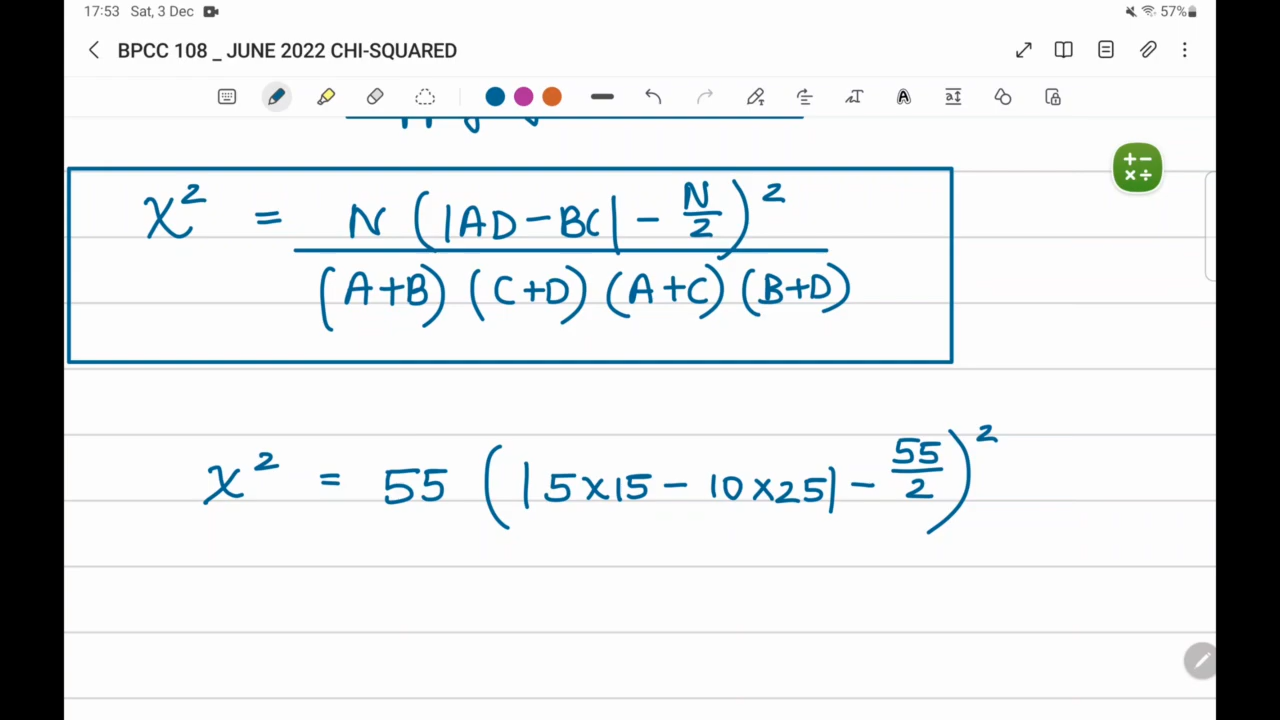 17:53 Sat, 3 Dec 57%
BPCC 108 _ JUNE 2022 CHI-SQUARED
χ² = N (|AD - BC| - N/2)²
(A+B) (C+D) (A+C) (B+D)
χ² = 55 (|5×15 - 10×25| - 55/2)²